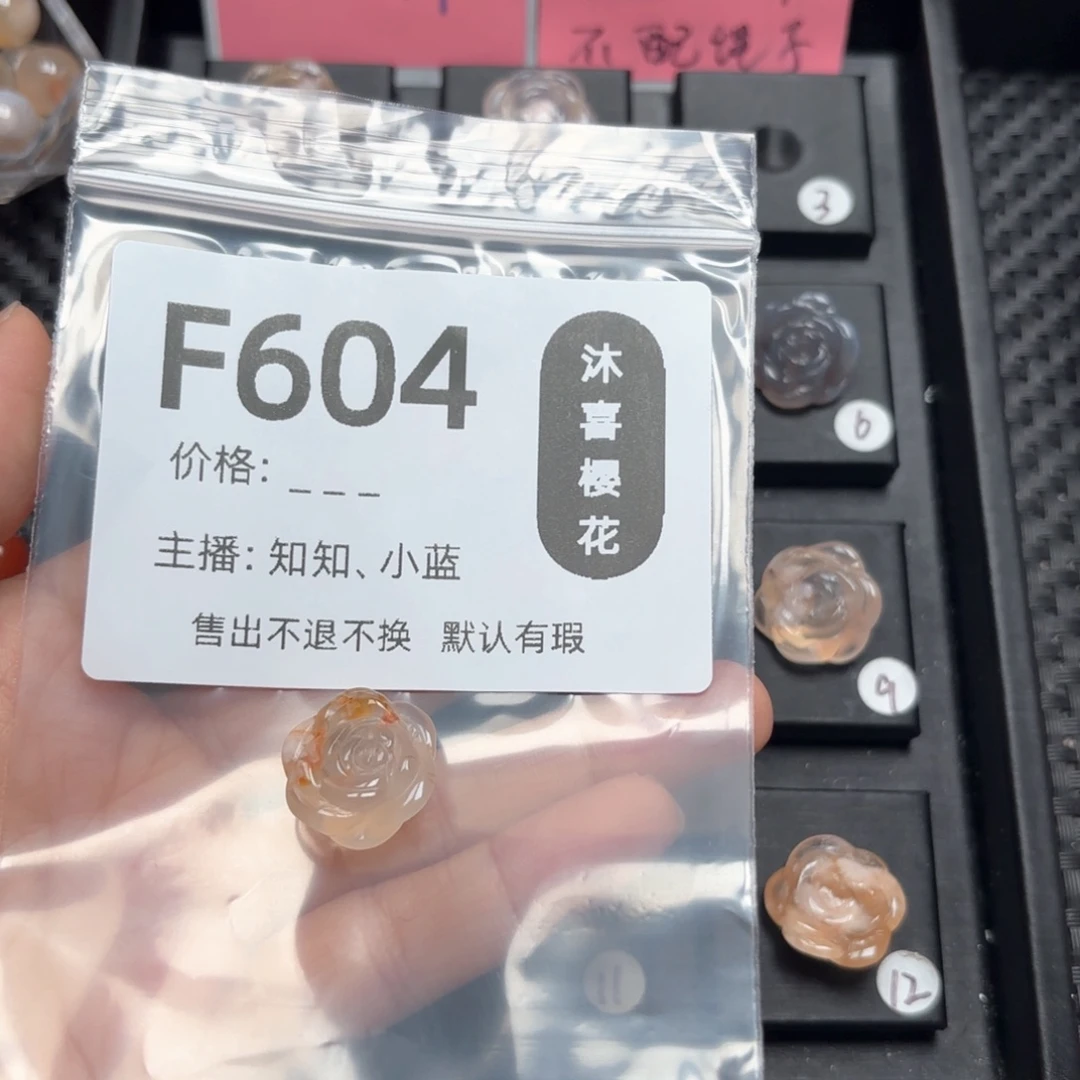 不配绳子
3
F604
沐喜樱花
价格: _ _ _
6
主播: 知知、小蓝
售出不退不换 默认有瑕
9
12
11